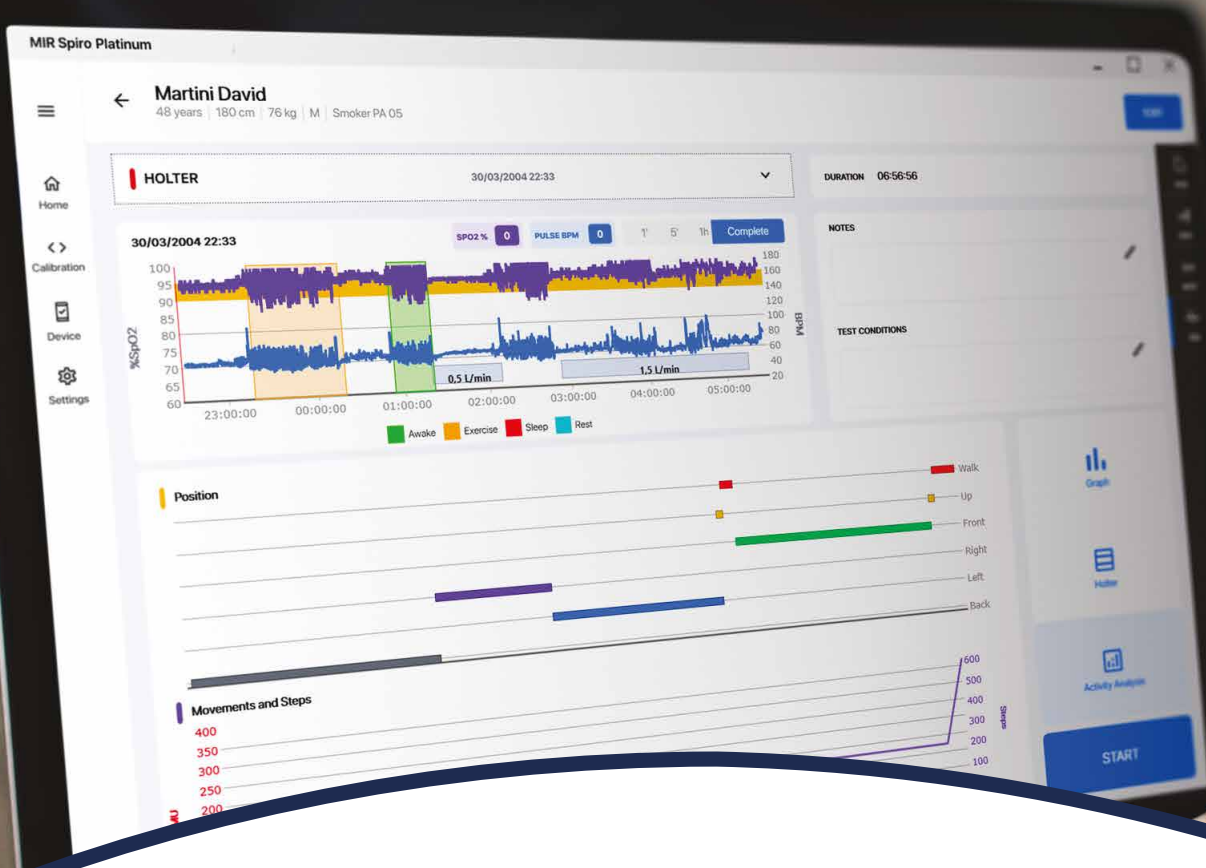 MIR Spiro Platinum
Martini David
48 years | 180 cm | 76 kg | M | Smoker PA 05
Home
Calibration
Device
Settings
HOLTER 30/03/2004 22:33
DURATION 06:56:56
30/03/2004 22:33 SPO2 % 0 PULSE BPM 0 1' 5' 1h Complete
%SpO2
100
95
90
85
80
75
70
65
60
180
160
140
120
100
80
60
40
20
BPM
0,5 L/min
1,5 L/min
23:00:00 00:00:00 01:00:00 02:00:00 03:00:00 04:00:00 05:00:00
Awake Exercise Sleep Rest
NOTES
TEST CONDITIONS
Position
Walk
Up
Front
Right
Left
Back
Movements and Steps
400
350
300
250
200
MU
600
500
400
300
200
100
Steps
Graph
Holter
Activity Analysis
START